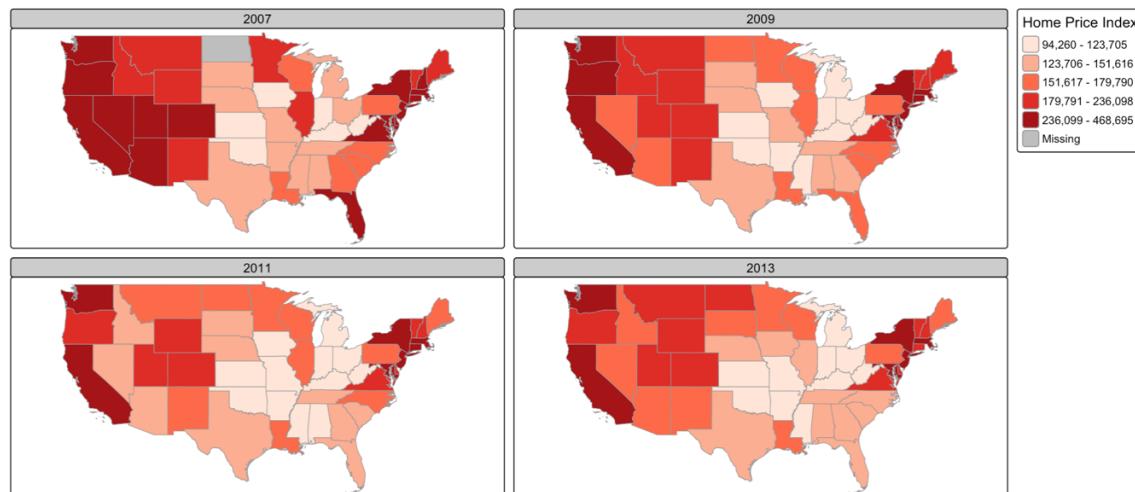 2007
2009
Home Price Index
94,260 - 123,705
123,706 - 151,616
151,617 - 179,790
179,791 - 236,098
236,099 - 468,695
Missing
2011
2013